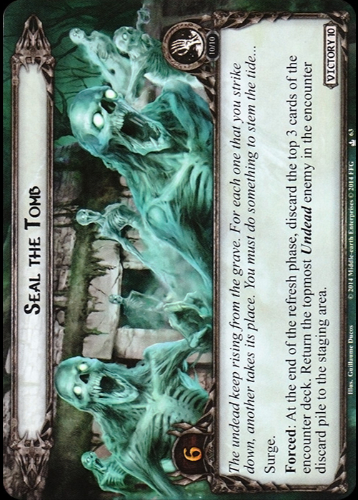 SEAL THE TOMB
6
10/10
The undead keep rising from the grave. For each one that you strike
down, another takes its place. You must do something to stem the tide...
Surge.
Forced: At the end of the refresh phase, discard the top 3 cards of the
encounter deck. Return the topmost Undead enemy in the encounter
discard pile to the staging area.
VICTORY 10
Illus. Guillaume Ducos
© 2014 Middle-earth Enterprises © 2014 FFG
63